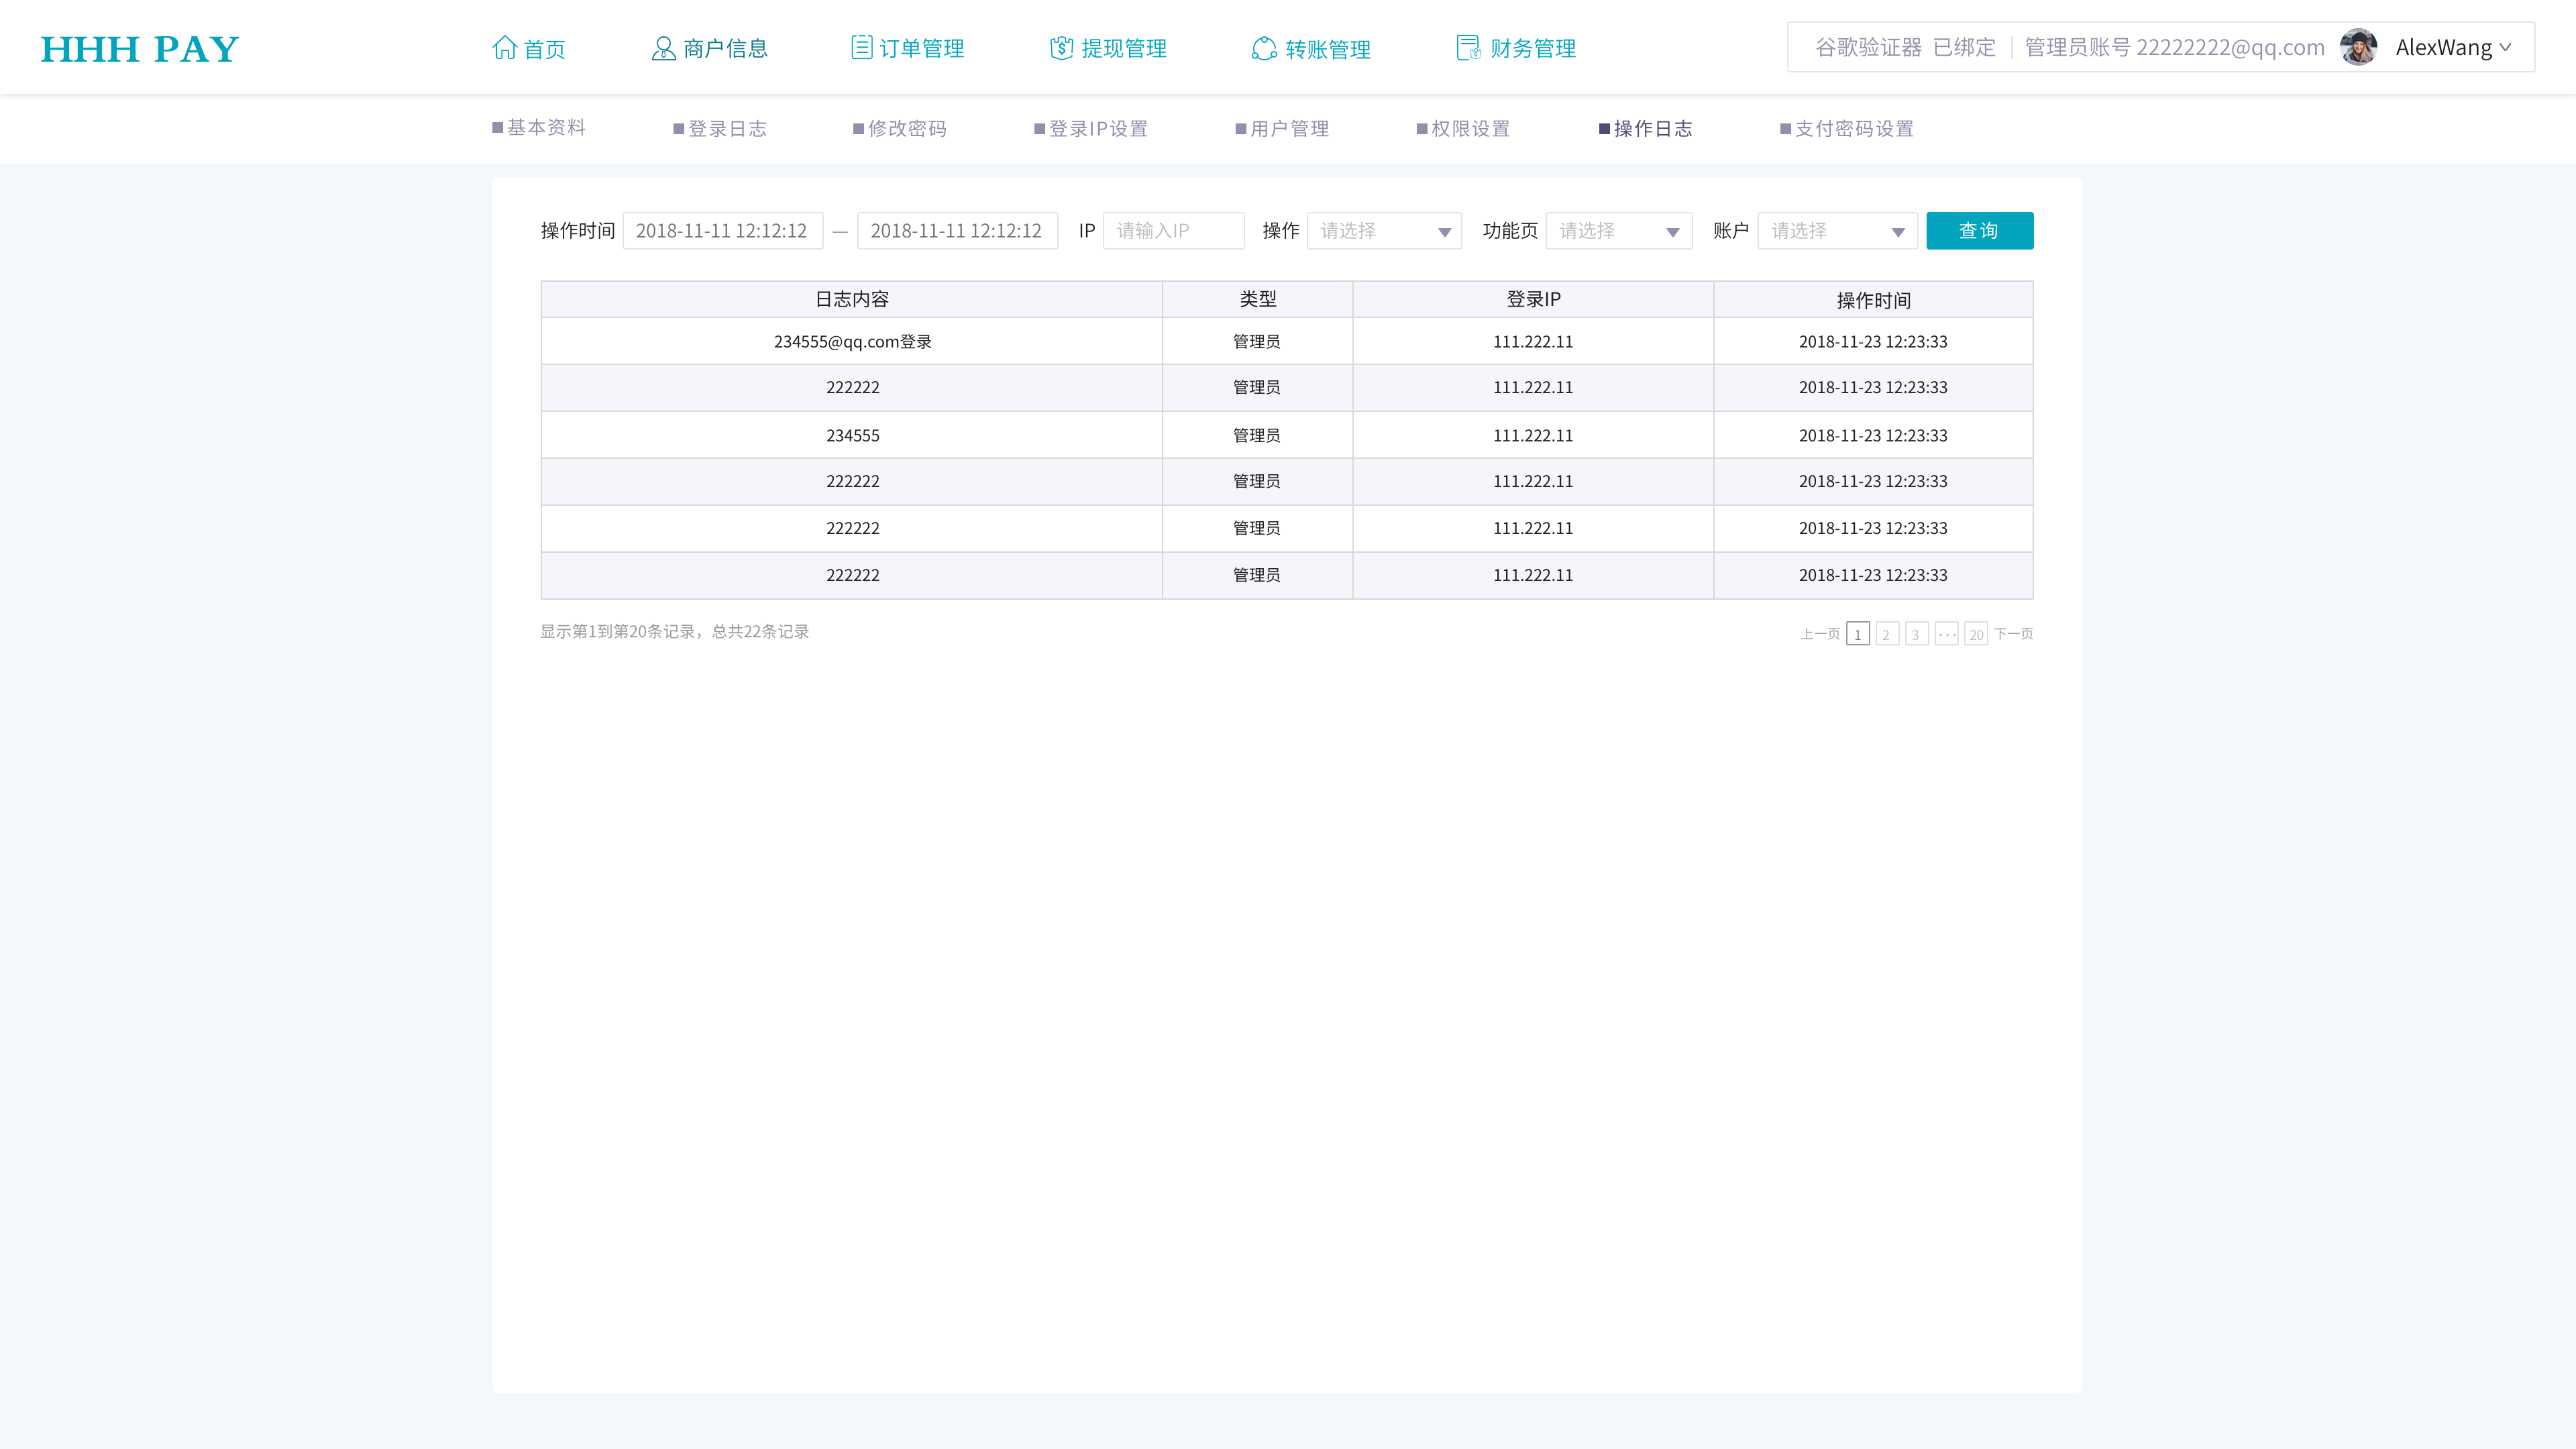 HHH PAY 首页 商户信息 订单管理 提现管理 转账管理 财务管理 谷歌验证器 已绑定 管理员账号 22222222@qq.com AlexWang
基本资料 登录日志 修改密码 登录IP设置 用户管理 权限设置 操作日志 支付密码设置
操作时间 2018-11-11 12:12:12 — 2018-11-11 12:12:12 IP 请输入IP 操作 请选择 功能页 请选择 账户 请选择 查询
日志内容 类型 登录IP 操作时间
234555@qq.com登录 管理员 111.222.11 2018-11-23 12:23:33
222222 管理员 111.222.11 2018-11-23 12:23:33
234555 管理员 111.222.11 2018-11-23 12:23:33
222222 管理员 111.222.11 2018-11-23 12:23:33
222222 管理员 111.222.11 2018-11-23 12:23:33
222222 管理员 111.222.11 2018-11-23 12:23:33
显示第1到第20条记录，总共22条记录 上一页 1 2 3 ··· 20 下一页